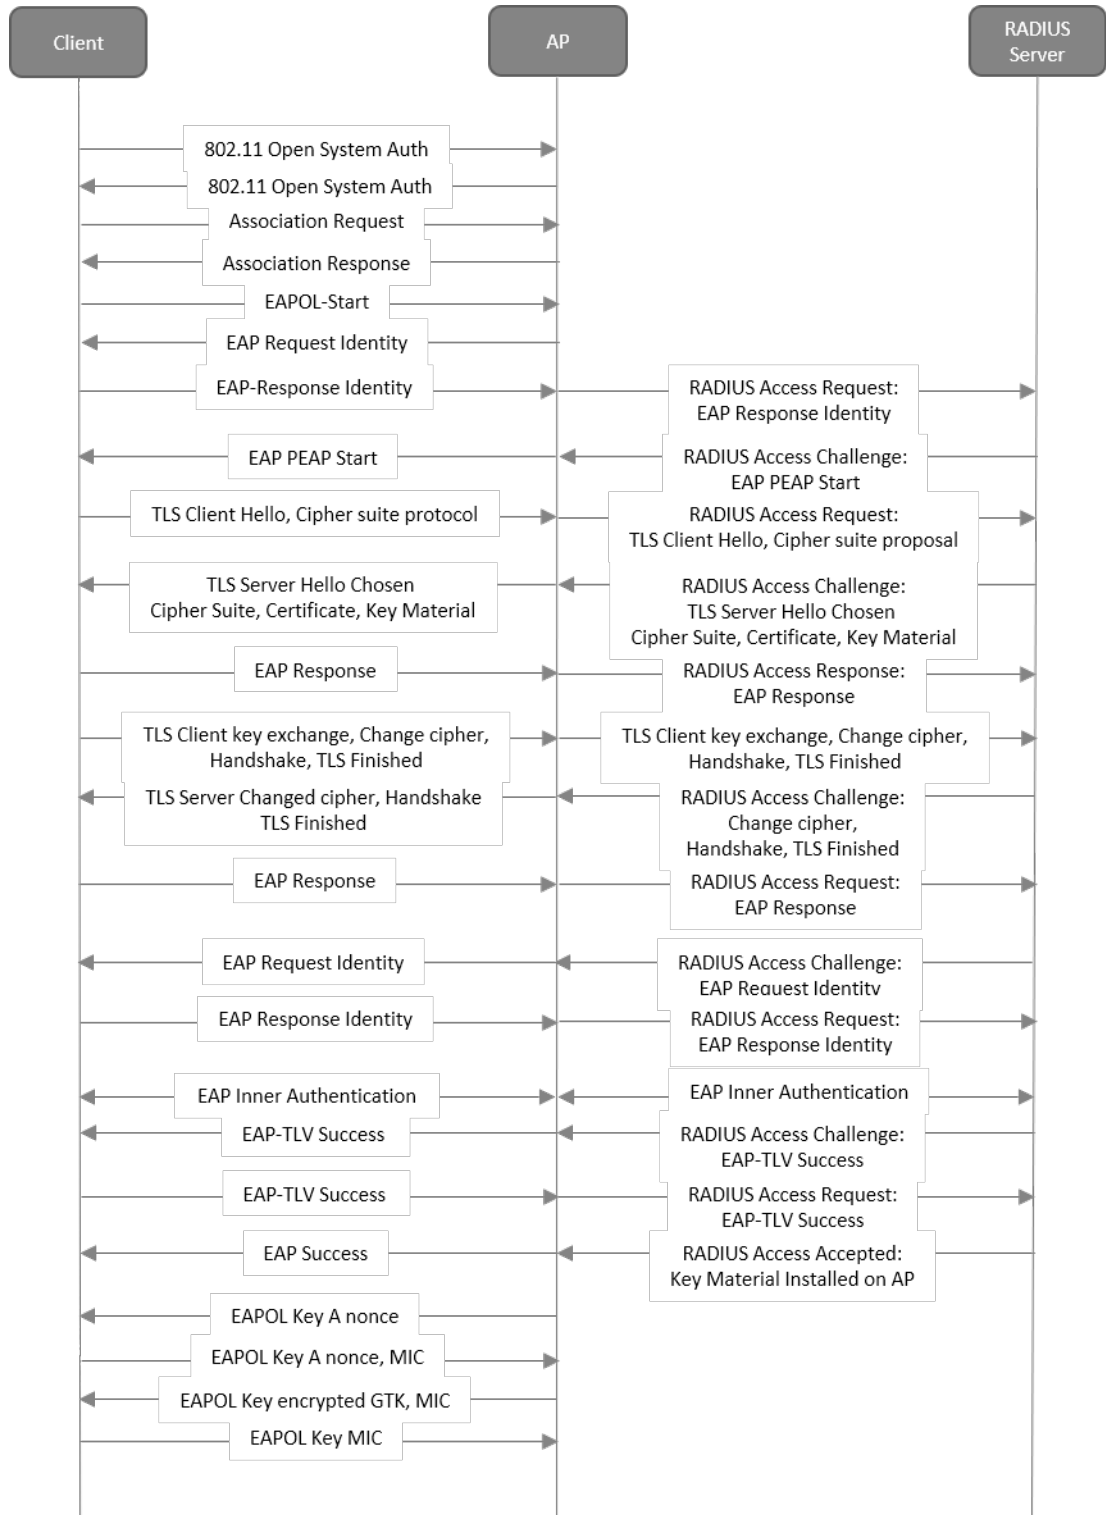 Client
AP
RADIUS
Server
802.11 Open System Auth
802.11 Open System Auth
Association Request
Association Response
EAPOL-Start
EAP Request Identity
EAP-Response Identity
RADIUS Access Request:
EAP Response Identity
EAP PEAP Start
RADIUS Access Challenge:
EAP PEAP Start
TLS Client Hello, Cipher suite protocol
RADIUS Access Request:
TLS Client Hello, Cipher suite proposal
TLS Server Hello Chosen
Cipher Suite, Certificate, Key Material
RADIUS Access Challenge:
TLS Server Hello Chosen
Cipher Suite, Certificate, Key Material
EAP Response
RADIUS Access Response:
EAP Response
TLS Client key exchange, Change cipher,
Handshake, TLS Finished
TLS Client key exchange, Change cipher,
Handshake, TLS Finished
TLS Server Changed cipher, Handshake
TLS Finished
RADIUS Access Challenge:
Change cipher,
Handshake, TLS Finished
EAP Response
RADIUS Access Request:
EAP Response
EAP Request Identity
RADIUS Access Challenge:
EAP Request Identity
EAP Response Identity
RADIUS Access Request:
EAP Response Identity
EAP Inner Authentication
EAP Inner Authentication
EAP-TLV Success
RADIUS Access Challenge:
EAP-TLV Success
EAP-TLV Success
RADIUS Access Request:
EAP-TLV Success
EAP Success
RADIUS Access Accepted:
Key Material Installed on AP
EAPOL Key A nonce
EAPOL Key A nonce, MIC
EAPOL Key encrypted GTK, MIC
EAPOL Key MIC